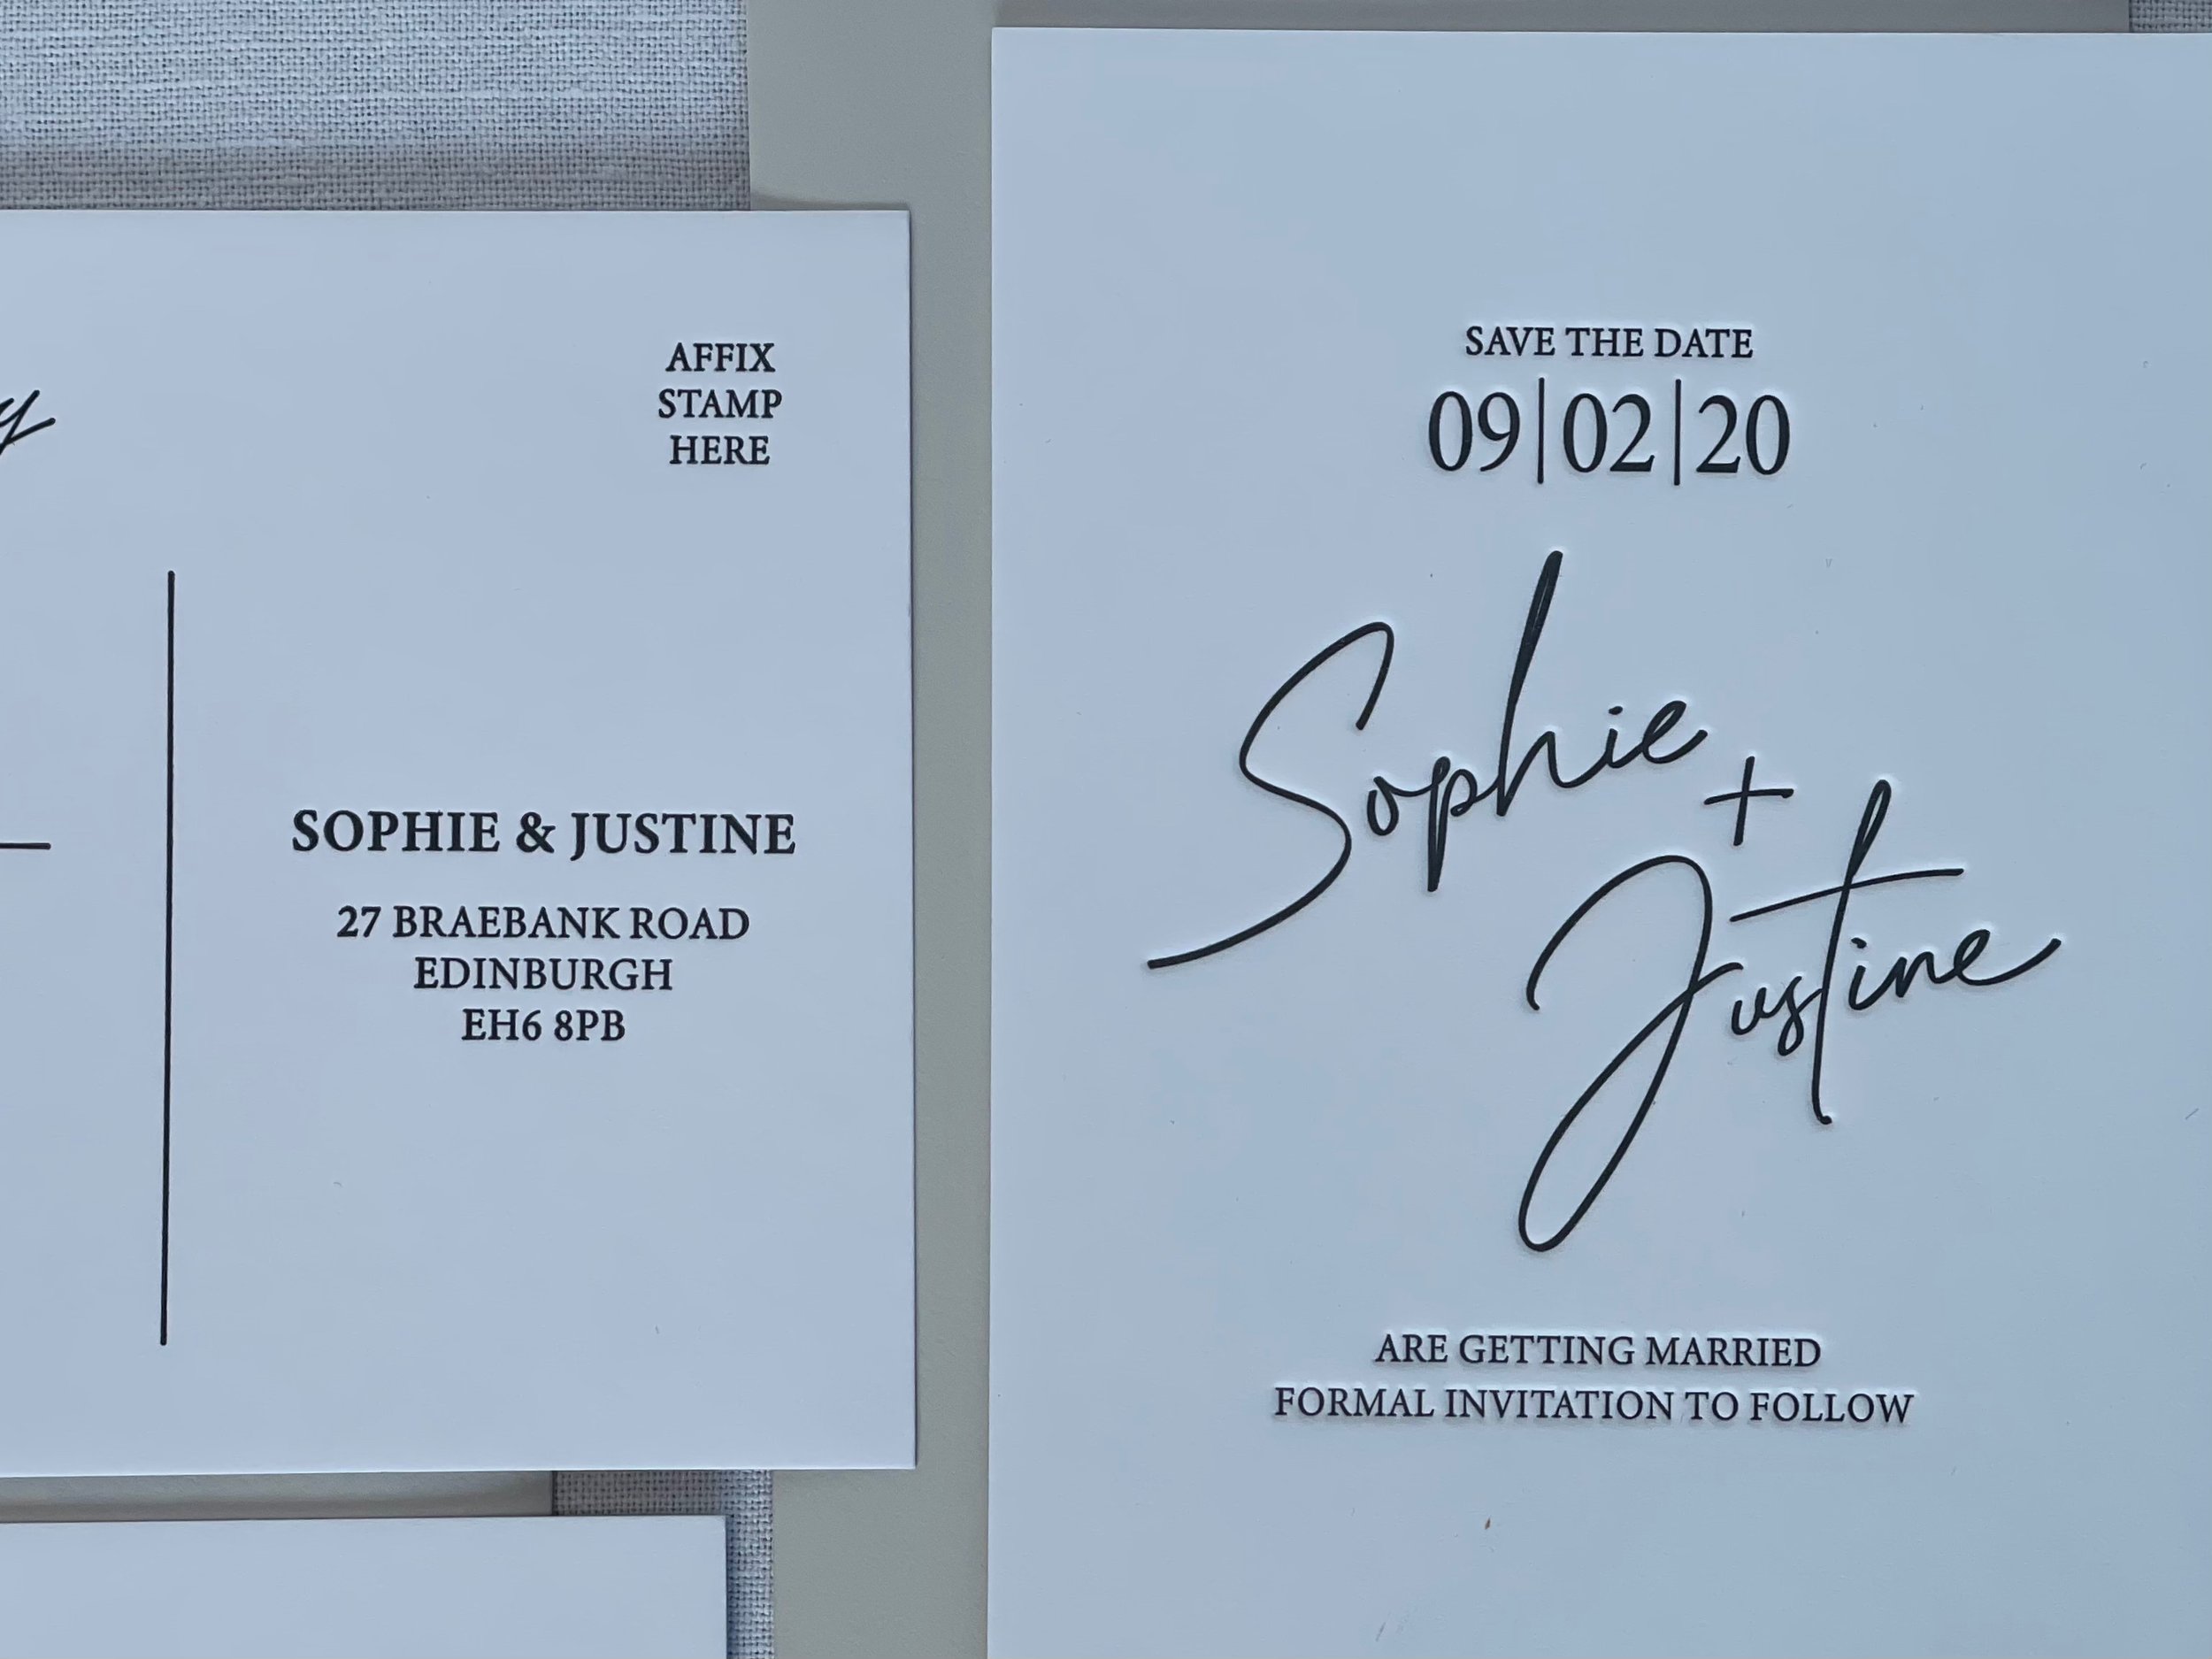 AFFIX
STAMP
HERE
SOPHIE & JUSTINE
27 BRAEBANK ROAD
EDINBURGH
EH6 8PB
SAVE THE DATE
09|02|20
Sophie
+
Justine
ARE GETTING MARRIED
FORMAL INVITATION TO FOLLOW